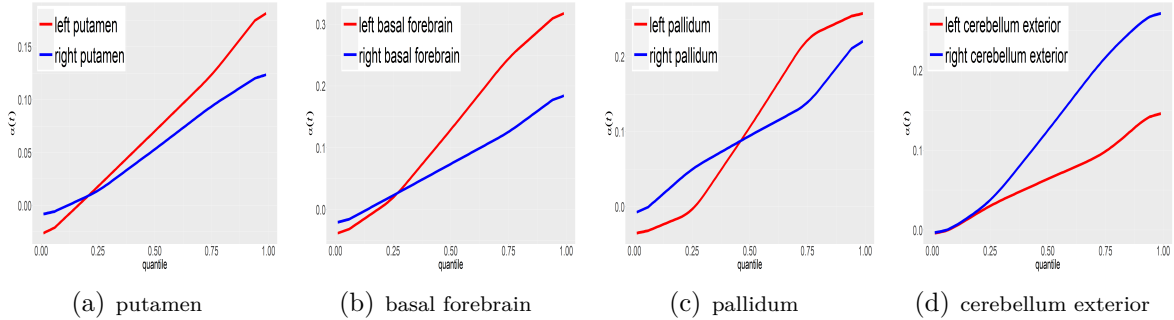 left putamen
right putamen
0.15
0.10
0.05
0.00
α(t)
0.00 0.25 0.50 0.75 1.00
quantile
(a) putamen
left basal forebrain
right basal forebrain
0.3
0.2
0.1
0.0
α(t)
0.00 0.25 0.50 0.75 1.00
quantile
(b) basal forebrain
left pallidum
right pallidum
0.2
0.1
0.0
α(t)
0.00 0.25 0.50 0.75 1.00
quantile
(c) pallidum
left cerebellum exterior
right cerebellum exterior
0.2
0.1
0.0
α(t)
0.00 0.25 0.50 0.75 1.00
quantile
(d) cerebellum exterior